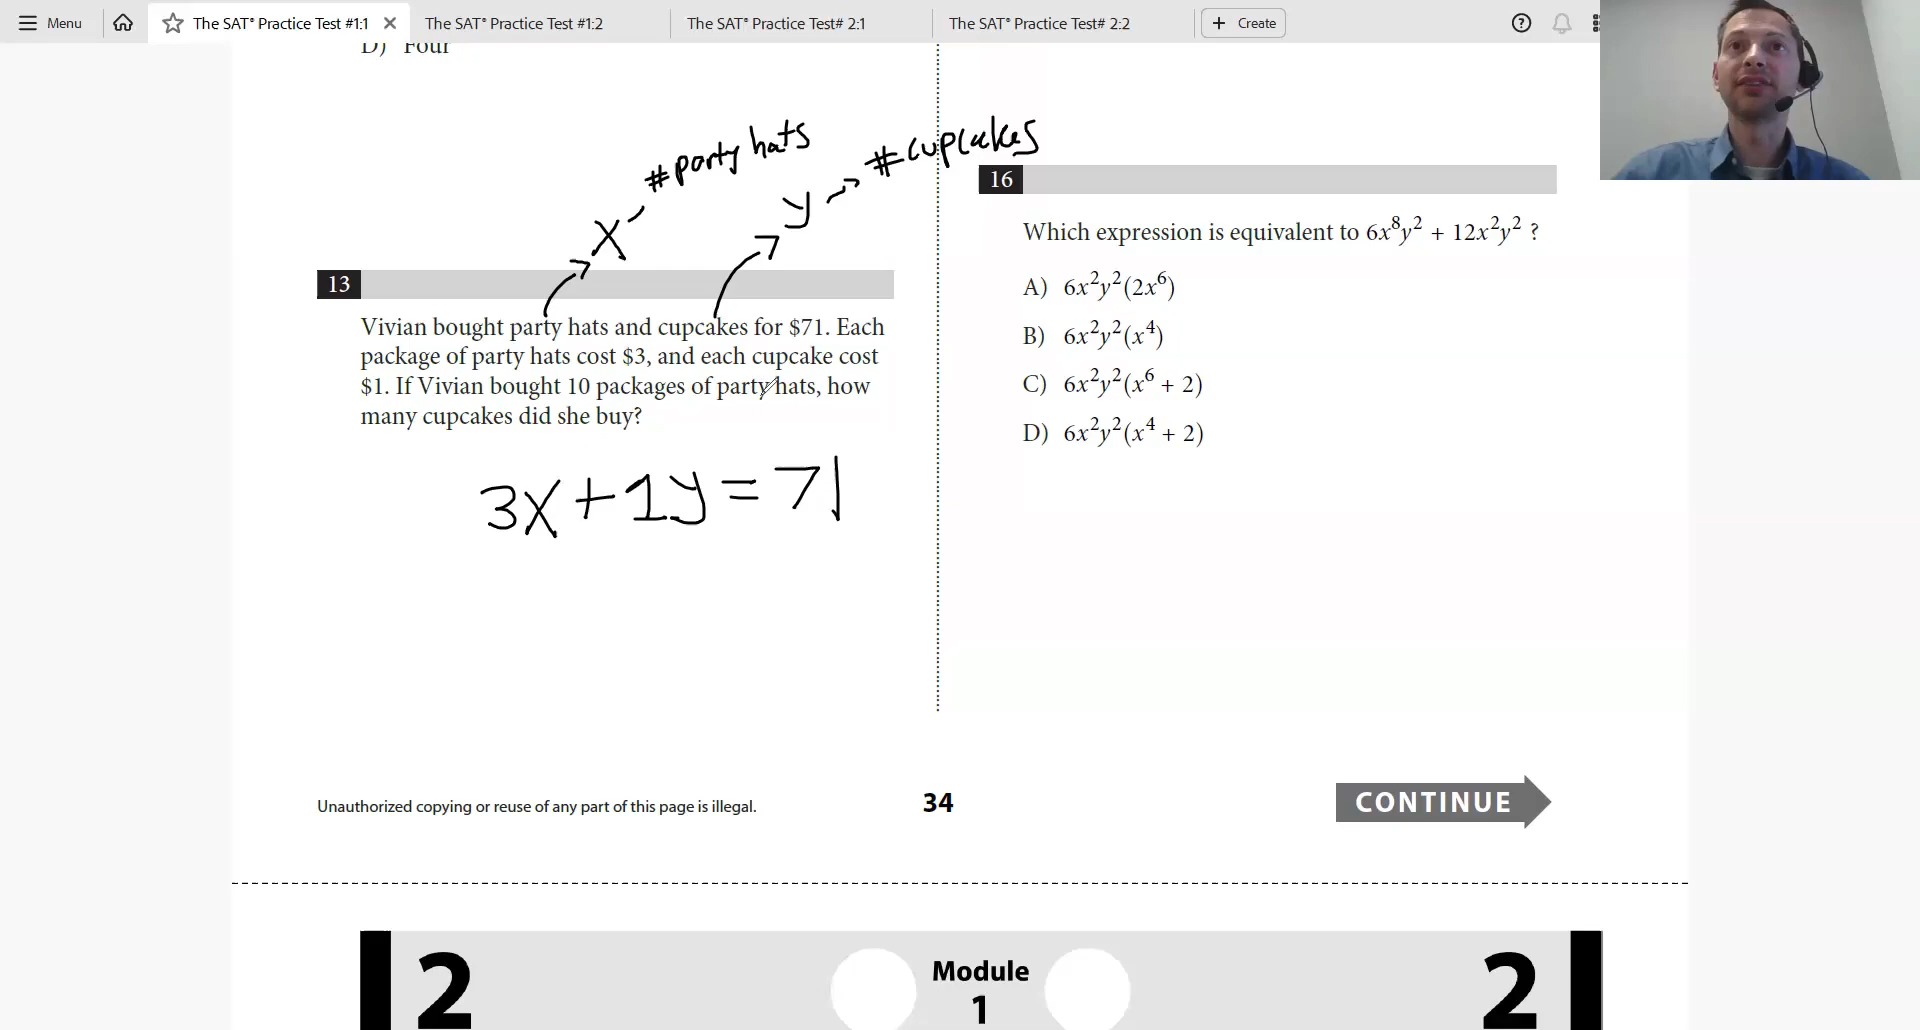 Menu
The SAT® Practice Test #1:1
The SAT® Practice Test #1:2
The SAT® Practice Test# 2:1
The SAT® Practice Test# 2:2
+ Create
D) Four
#party hats
#cupcakes
x
y
13
Vivian bought party hats and cupcakes for $71. Each
package of party hats cost $3, and each cupcake cost
$1. If Vivian bought 10 packages of party hats, how
many cupcakes did she buy?
3x+1y=71
16
Which expression is equivalent to 6x⁸y² + 12x²y² ?
A) 6x²y²(2x⁶)
B) 6x²y²(x⁴)
C) 6x²y²(x⁶ + 2)
D) 6x²y²(x⁴ + 2)
Unauthorized copying or reuse of any part of this page is illegal.
34
CONTINUE
2
Module
1
2